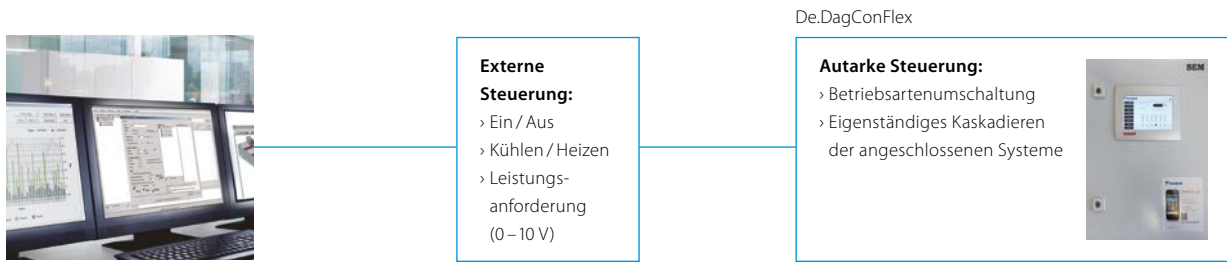 De.DagConFlex
Externe
Steuerung:
› Ein / Aus
› Kühlen / Heizen
› Leistungs-
anforderung
(0 – 10 V)
Autarke Steuerung:
› Betriebsartenumschaltung
› Eigenständiges Kaskadieren
der angeschlossenen Systeme
SEM